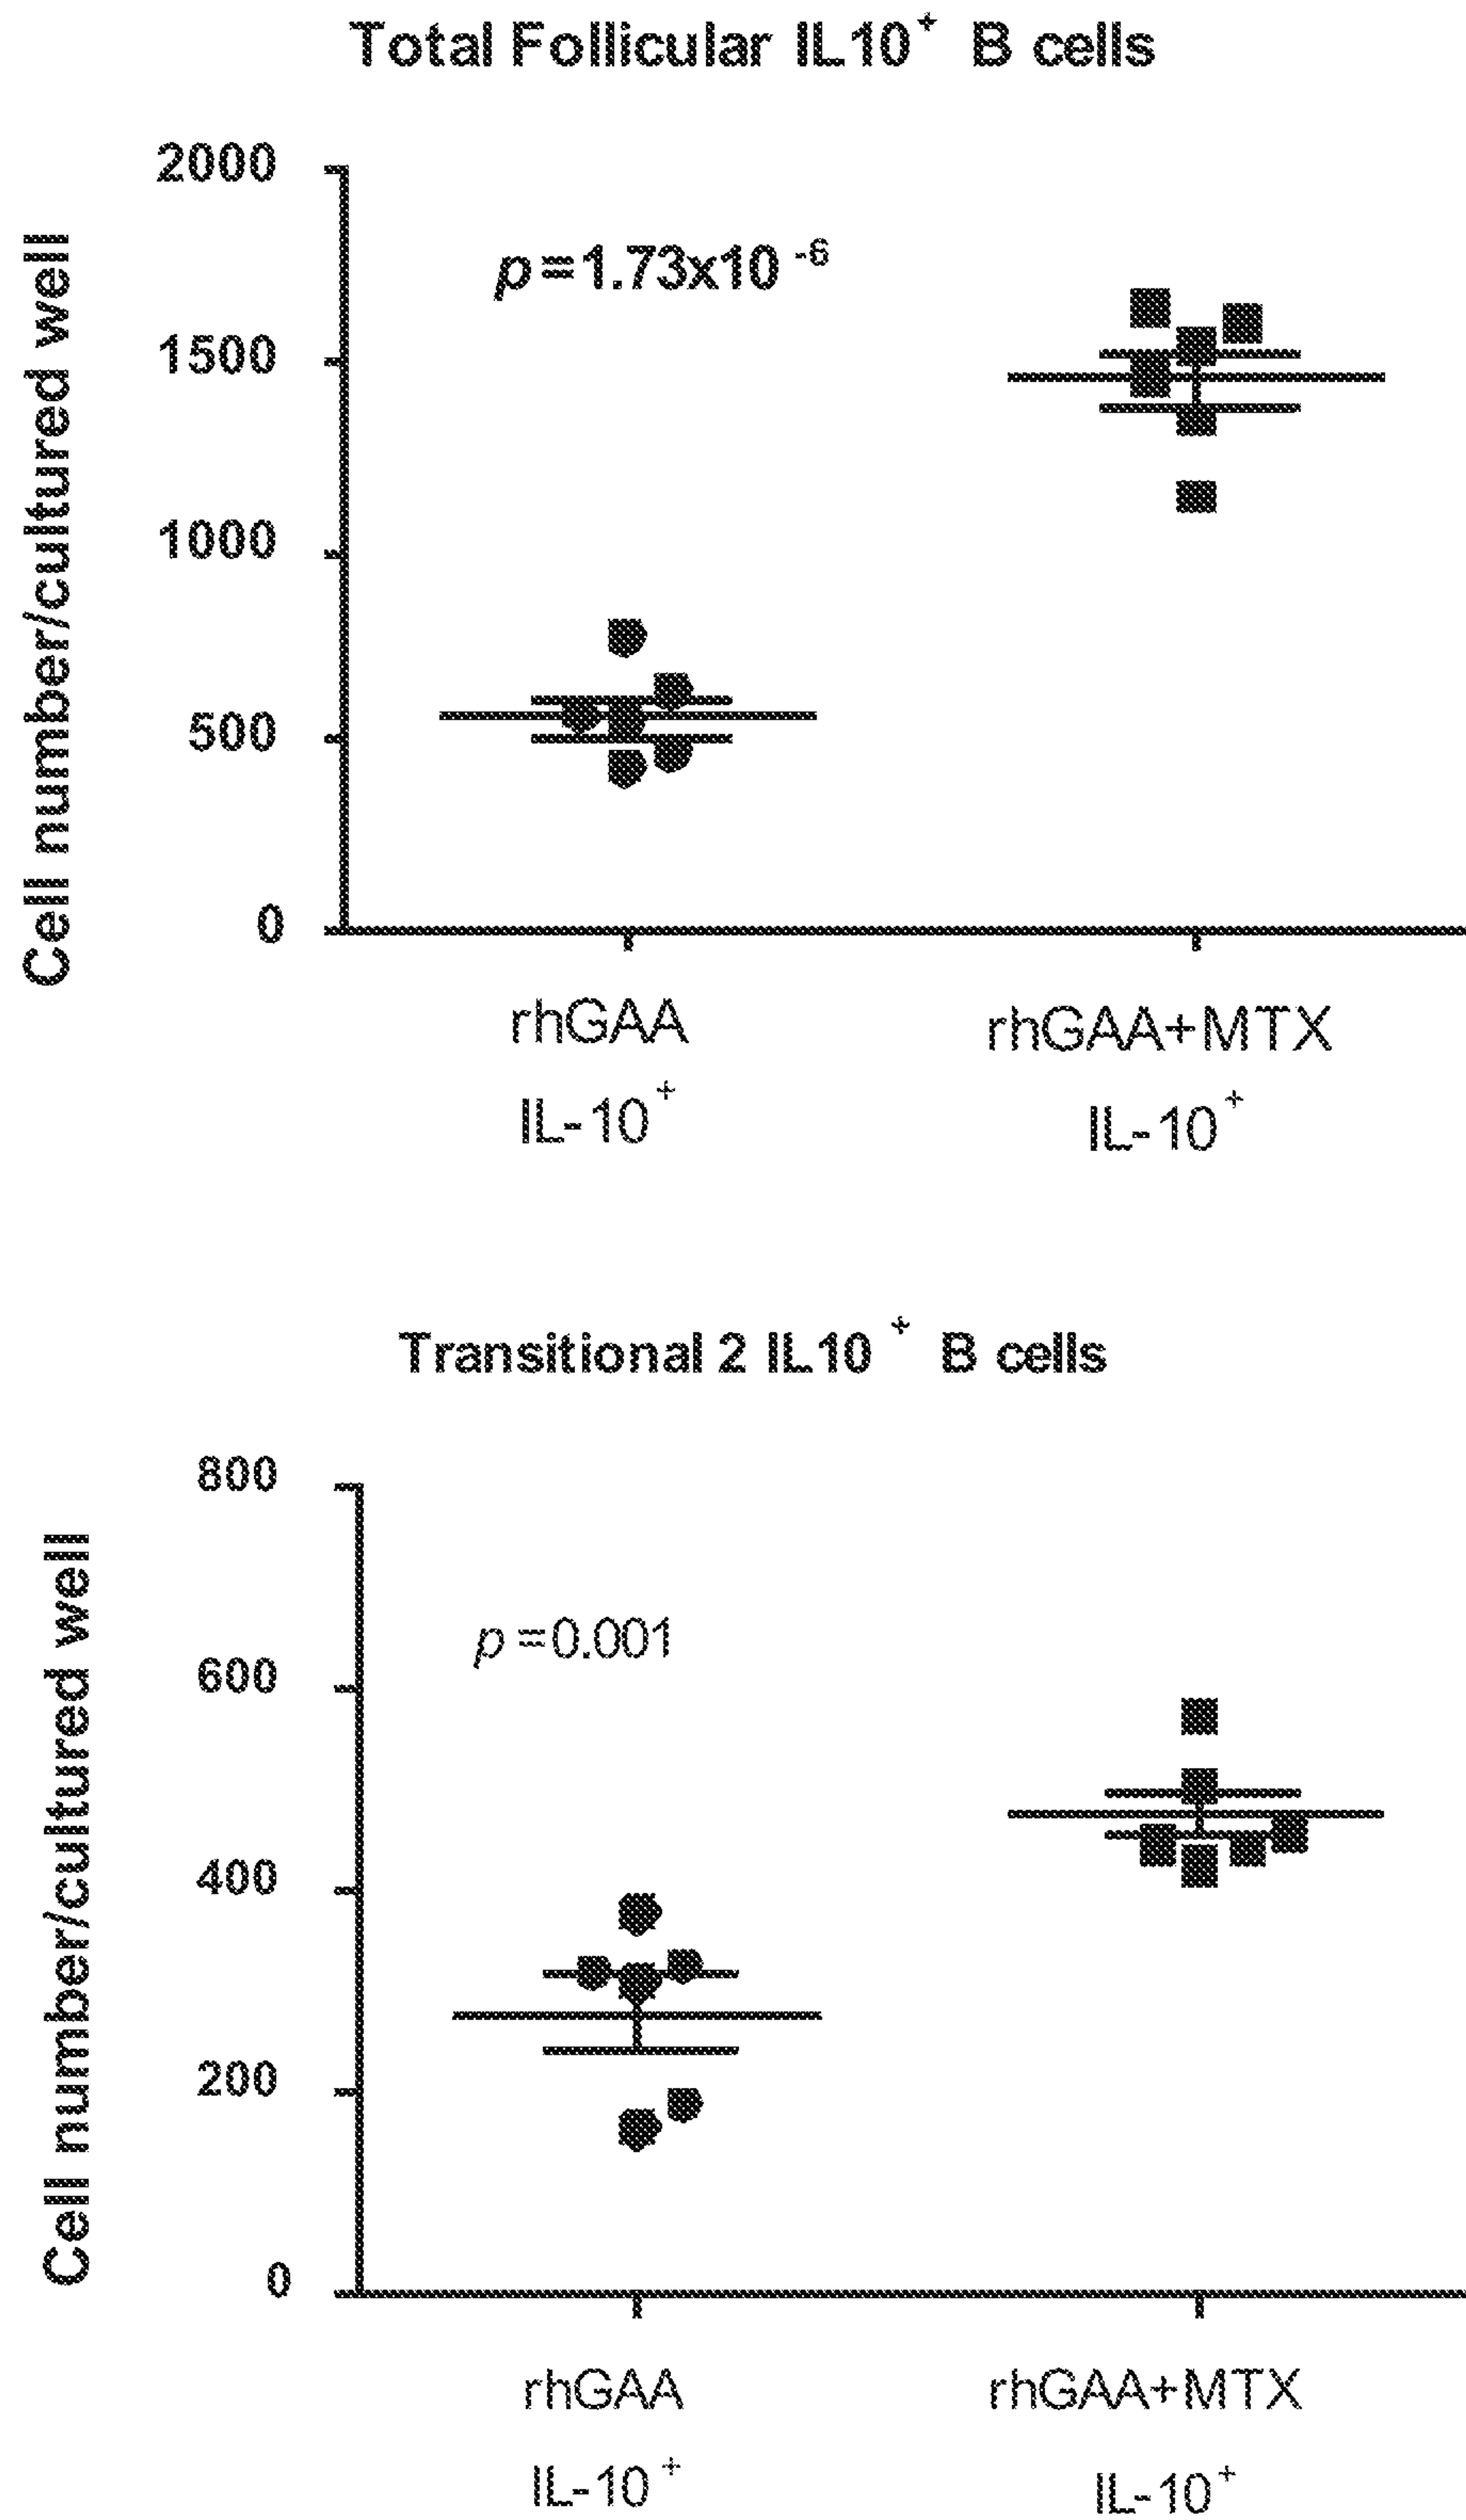 Total Follicular IL10⁺ B cells
Cell number/cultured well
2000
1500
1000
500
0
p=1.73x10⁻⁶
rhGAA
IL-10⁺
rhGAA+MTX
IL-10⁺
Transitional 2 IL10⁺ B cells
Cell number/cultured well
800
600
400
200
0
p=0.001
rhGAA
IL-10⁺
rhGAA+MTX
IL-10⁺